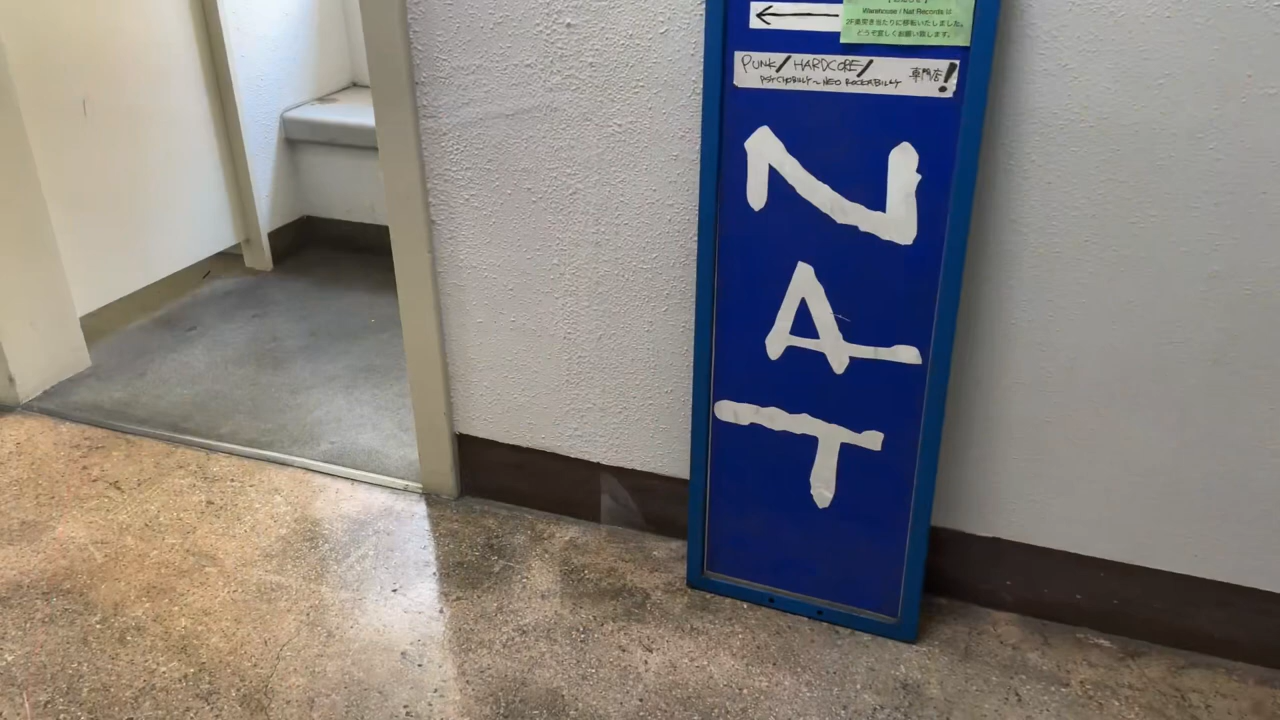 Warehouse / Nat Records は
2F奥突き当たりに移転いたしました。
どうぞ宜しくお願い致します。
PUNK/HARDCORE/
PSYCHOBILLY~NEO ROCKABILLY 専門店!
NAT